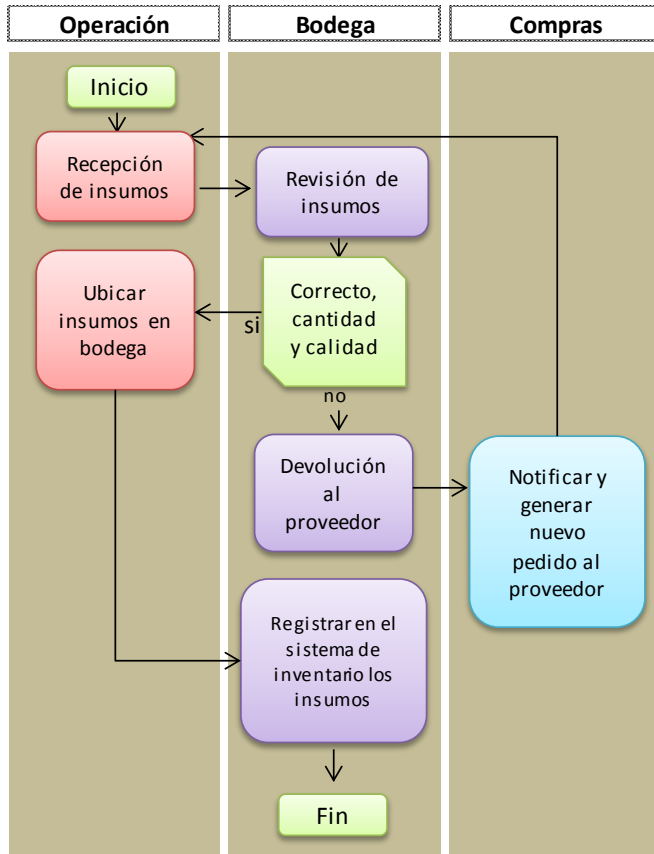 Operación
Bodega
Compras
Inicio
Recepción
de insumos
Revisión de
insumos
Ubicar
insumos en
bodega
si
Correcto,
cantidad
y calidad
no
Devolución
al
proveedor
Notificar y
generar
nuevo
pedido al
proveedor
Registrar en el
sistema de
inventario los
insumos
Fin